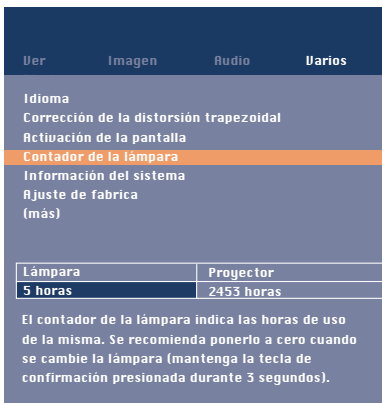 Ver Imagen Audio Varios
Idioma
Corrección de la distorsión trapezoidal
Activación de la pantalla
Contador de la lámpara
Información del sistema
Ajuste de fabrica
(más)
Lámpara Proyector
5 horas 2453 horas
El contador de la lámpara indica las horas de uso
de la misma. Se recomienda ponerlo a cero cuando
se cambie la lámpara (mantenga la tecla de
confirmación presionada durante 3 segundos).